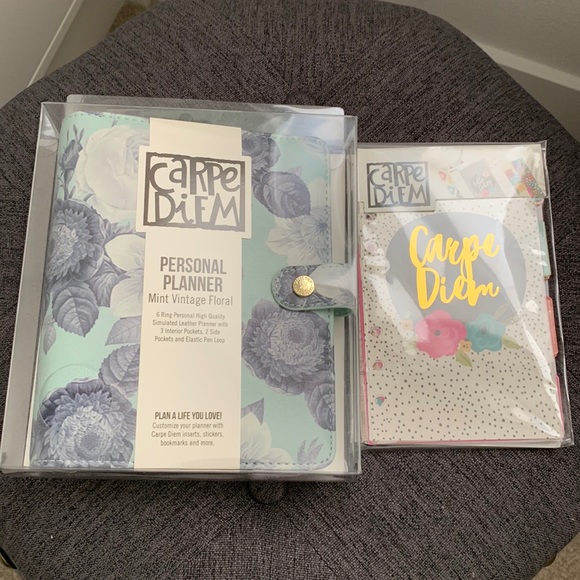 CARPE
DIEM
PERSONAL
PLANNER
Mint Vintage Floral
6 Ring Personal High Quality
Simulated Leather Planner with
3 Interior Pockets, 2 Side
Pockets and Elastic Pen Loop
PLAN A LIFE YOU LOVE!
Customize your planner with
Carpe Diem inserts, stickers,
bookmarks and more.
CARPE
DIEM
Carpe
Diem